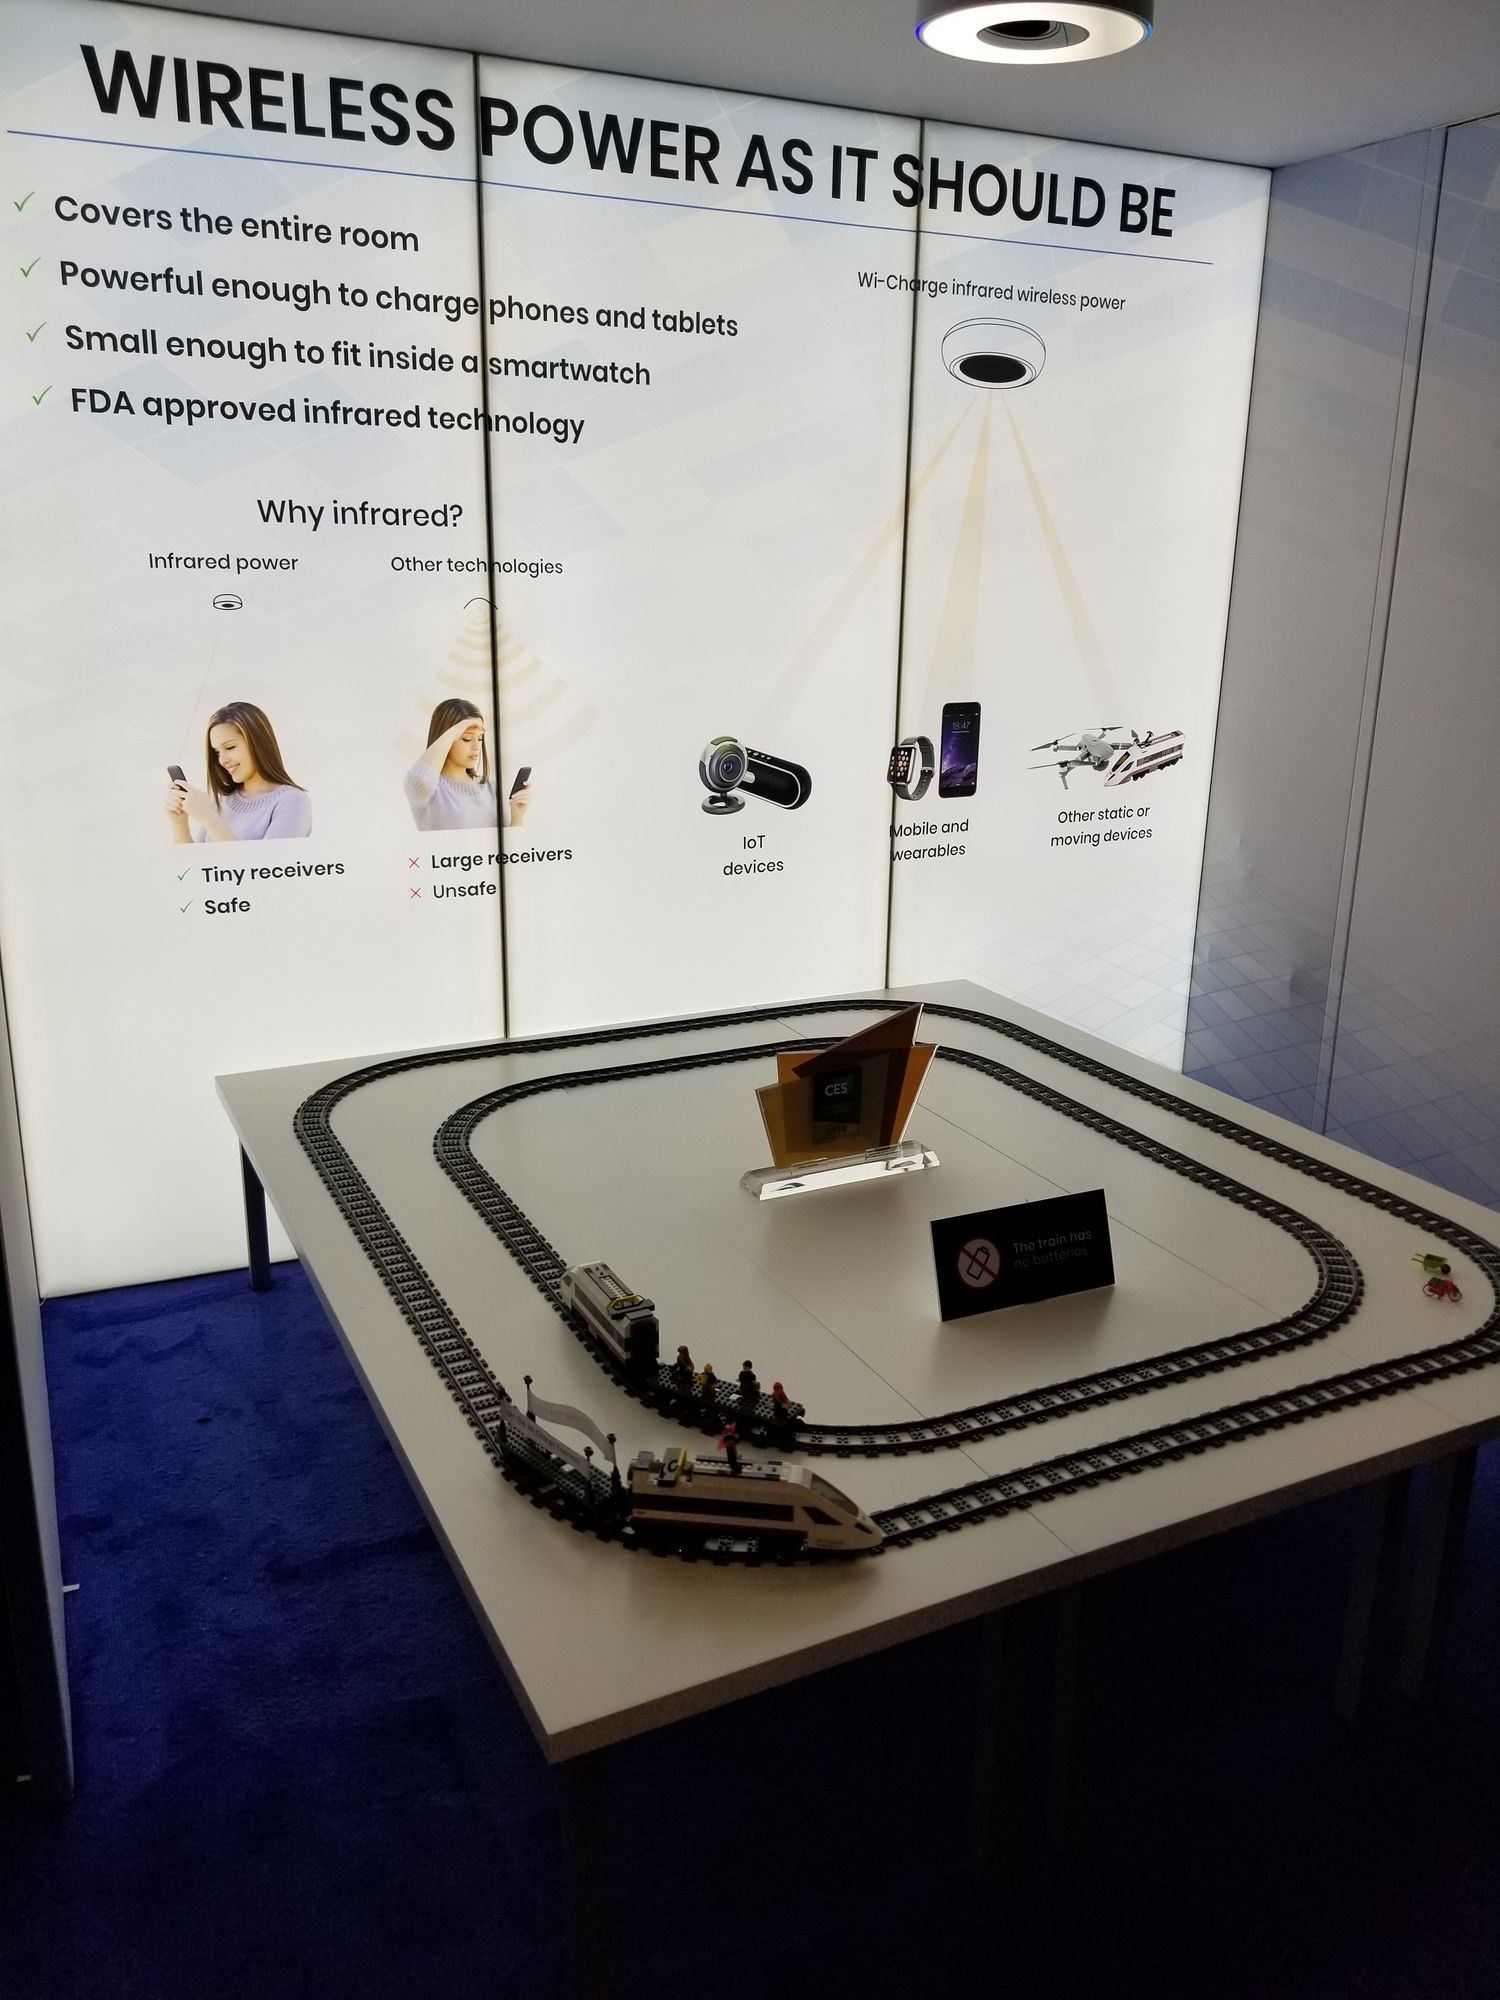 WIRELESS POWER AS IT SHOULD BE
✓ Covers the entire room
✓ Powerful enough to charge phones and tablets
✓ Small enough to fit inside a smartwatch
✓ FDA approved infrared technology
Why infrared?
Infrared power
Other technologies
✓ Tiny receivers
✓ Safe
× Large receivers
× Unsafe
Wi-Charge infrared wireless power
IoT
devices
Mobile and
wearables
Other static or
moving devices
CES
The train has
no batteries